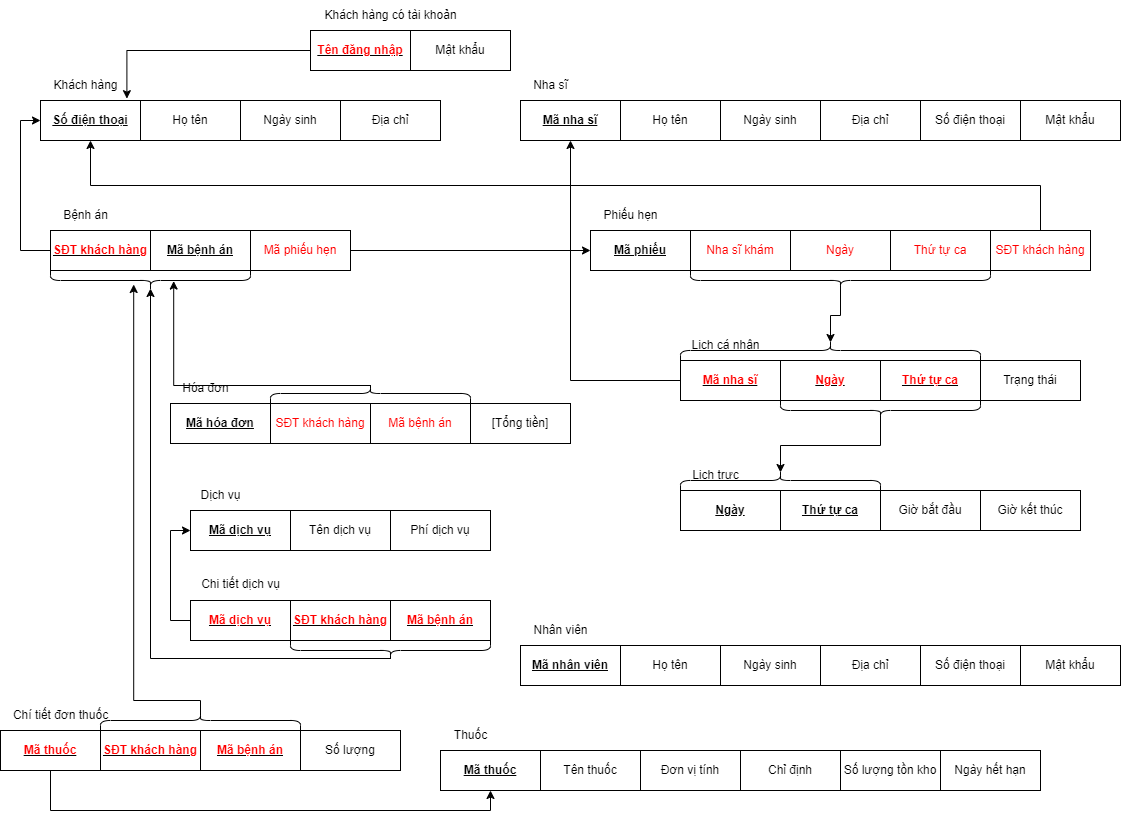 Khách hàng có tài khoản
Tên đăng nhập Mật khẩu
Khách hàng
Số điện thoại Họ tên Ngày sinh Địa chỉ
Nha sĩ
Mã nha sĩ Họ tên Ngày sinh Địa chỉ Số điện thoại Mật khẩu
Bệnh án
SĐT khách hàng Mã bệnh án Mã phiếu hẹn
Phiếu hẹn
Mã phiếu Nha sĩ khám Ngày Thứ tự ca SĐT khách hàng
Lịch cá nhân
Mã nha sĩ Ngày Thứ tự ca Trạng thái
Hóa đơn
Mã hóa đơn SĐT khách hàng Mã bệnh án [Tổng tiền]
Lịch trưc
Ngày Thứ tự ca Giờ bắt đầu Giờ kết thúc
Dịch vụ
Mã dịch vụ Tên dịch vụ Phí dịch vụ
Chi tiết dịch vụ
Mã dịch vụ SĐT khách hàng Mã bệnh án
Nhân viên
Mã nhân viên Họ tên Ngày sinh Địa chỉ Số điện thoại Mật khẩu
Chí tiết đơn thuốc
Mã thuốc SĐT khách hàng Mã bệnh án Số lượng
Thuốc
Mã thuốc Tên thuốc Đơn vị tính Chỉ định Số lượng tồn kho Ngày hết hạn